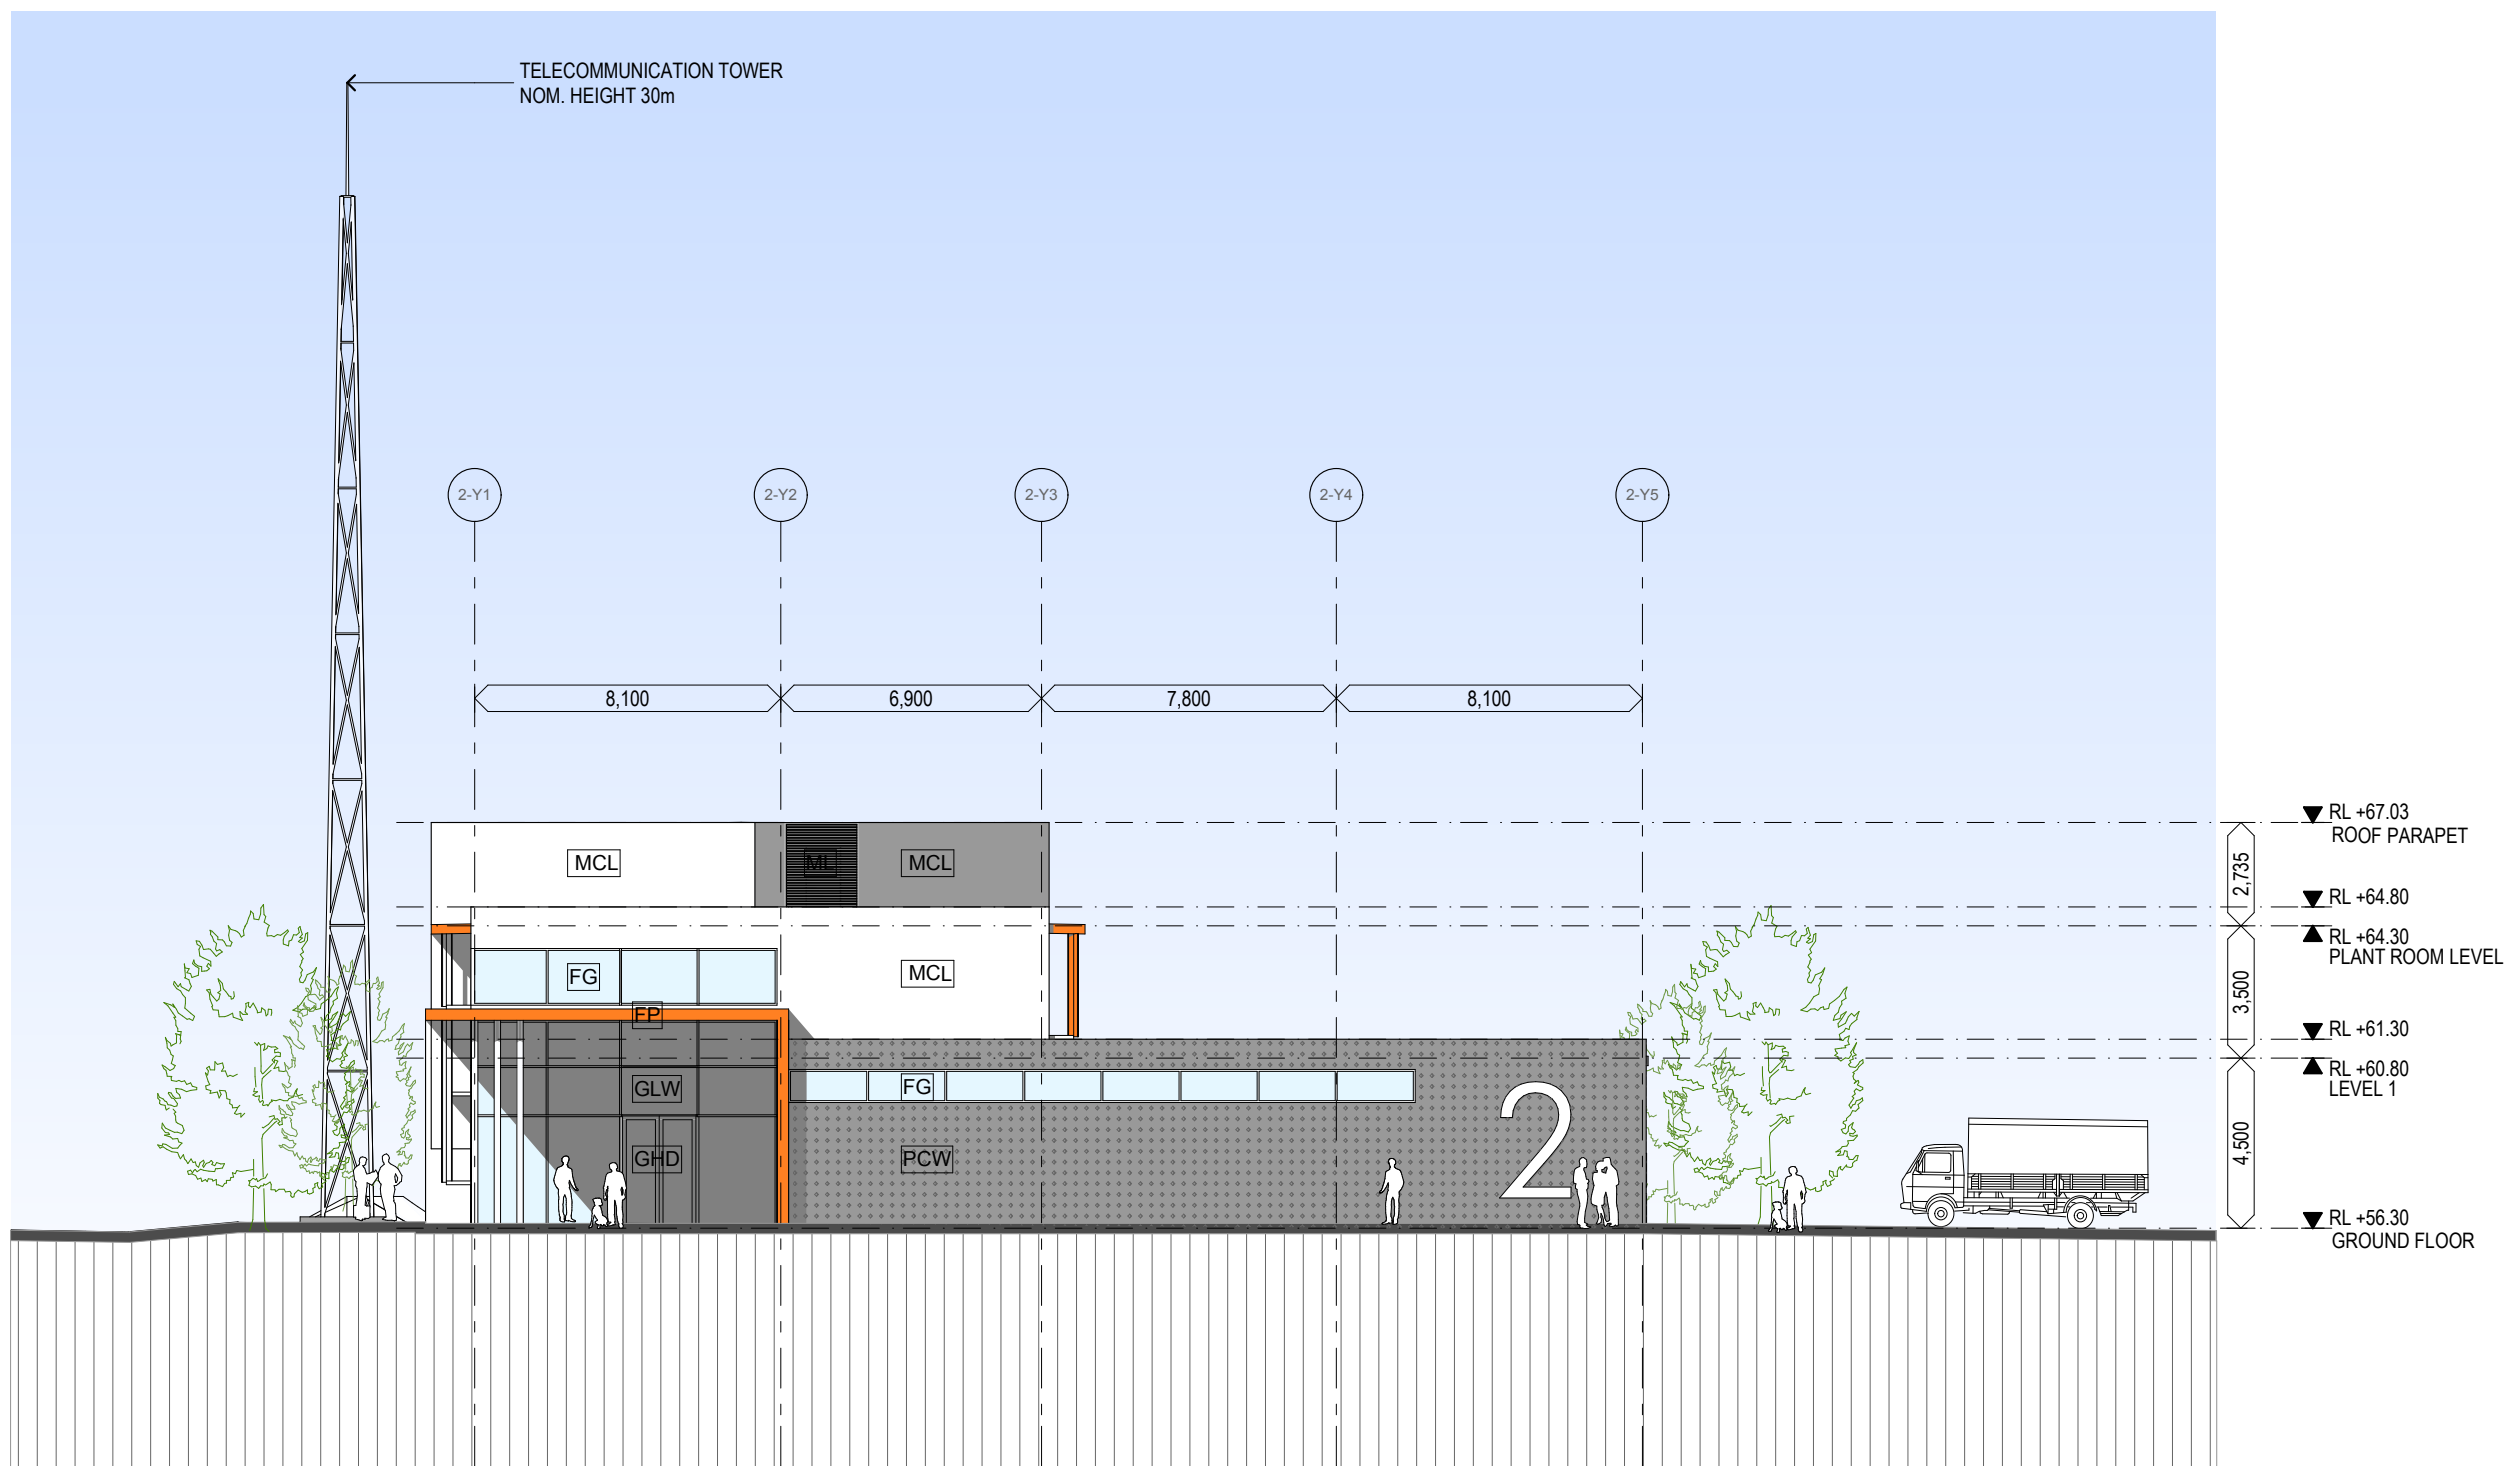 TELECOMMUNICATION TOWER
NOM. HEIGHT 30m
2-Y1
2-Y2
2-Y3
2-Y4
2-Y5
8,100
6,900
7,800
8,100
RL +67.03
ROOF PARAPET
2,735
RL +64.80
RL +64.30
PLANT ROOM LEVEL
3,500
RL +61.30
RL +60.80
LEVEL 1
4,500
RL +56.30
GROUND FLOOR
MCL
ML
MCL
FG
MCL
FP
GLW
FG
GHD
PCW
2